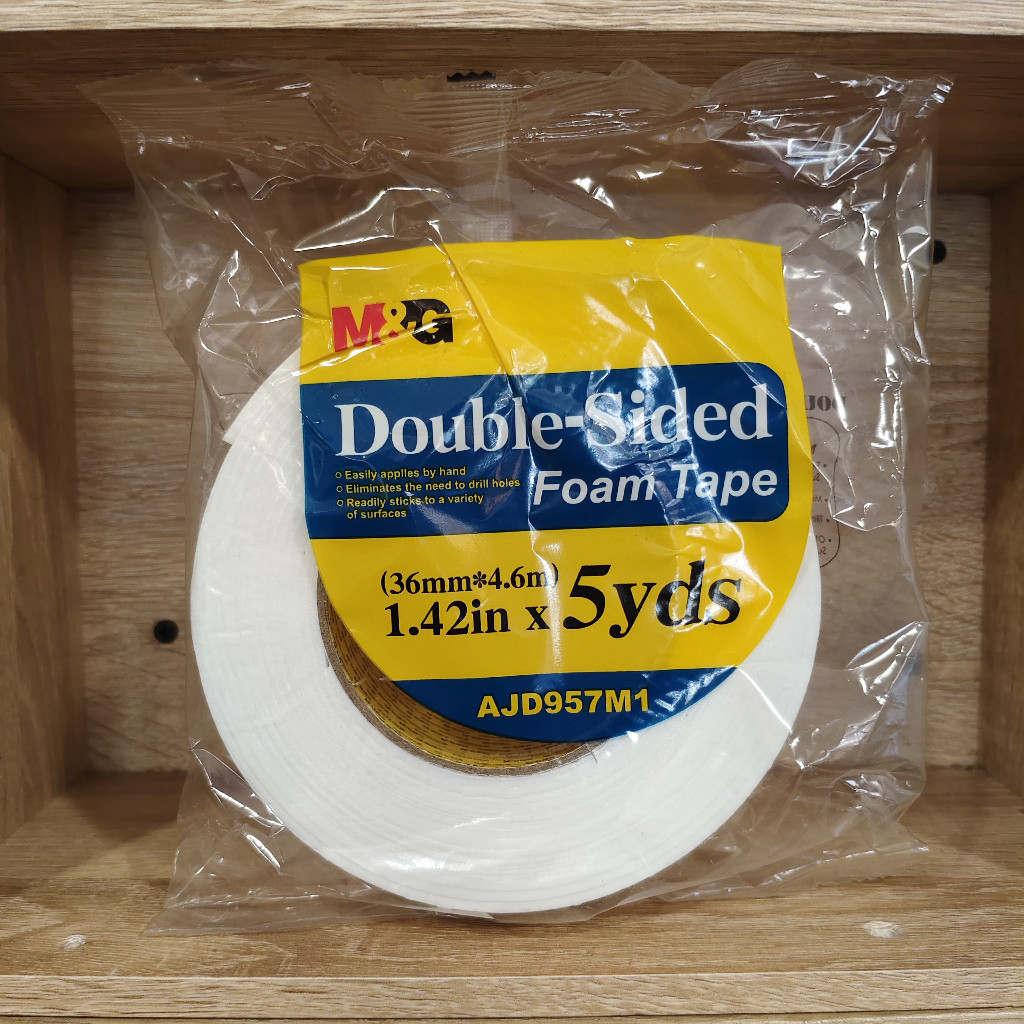 M&G
Double-Sided
Foam Tape
Easily applies by hand
Eliminates the need to drill holes
Readily sticks to a variety
of surfaces
(36mm*4.6m)
1.42in x 5yds
AJD957M1